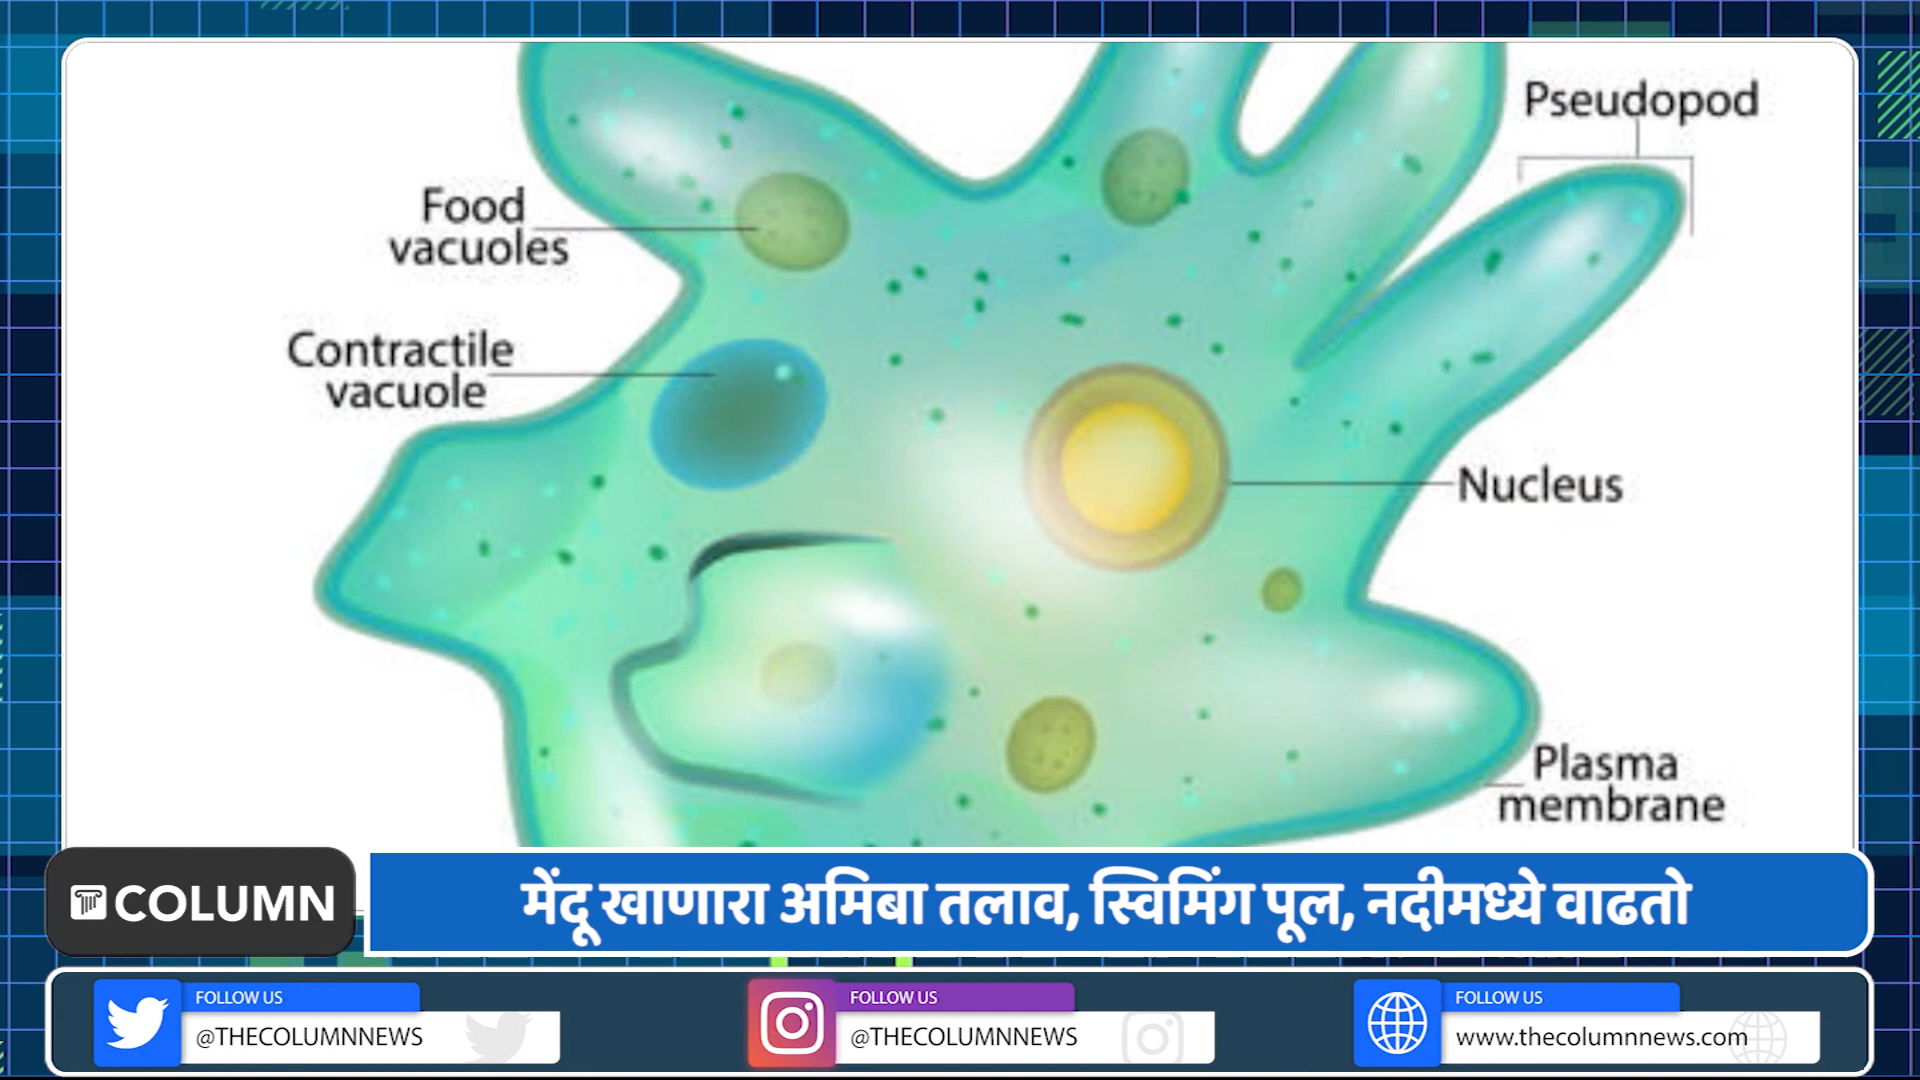 Pseudopod
Food
vacuoles
Contractile
vacuole
Nucleus
Plasma
membrane
COLUMN
मेंदू खाणारा अमिबा तलाव, स्विमिंग पूल, नदीमध्ये वाढतो
FOLLOW US
@THECOLUMNNEWS
FOLLOW US
@THECOLUMNNEWS
FOLLOW US
www.thecolumnnews.com